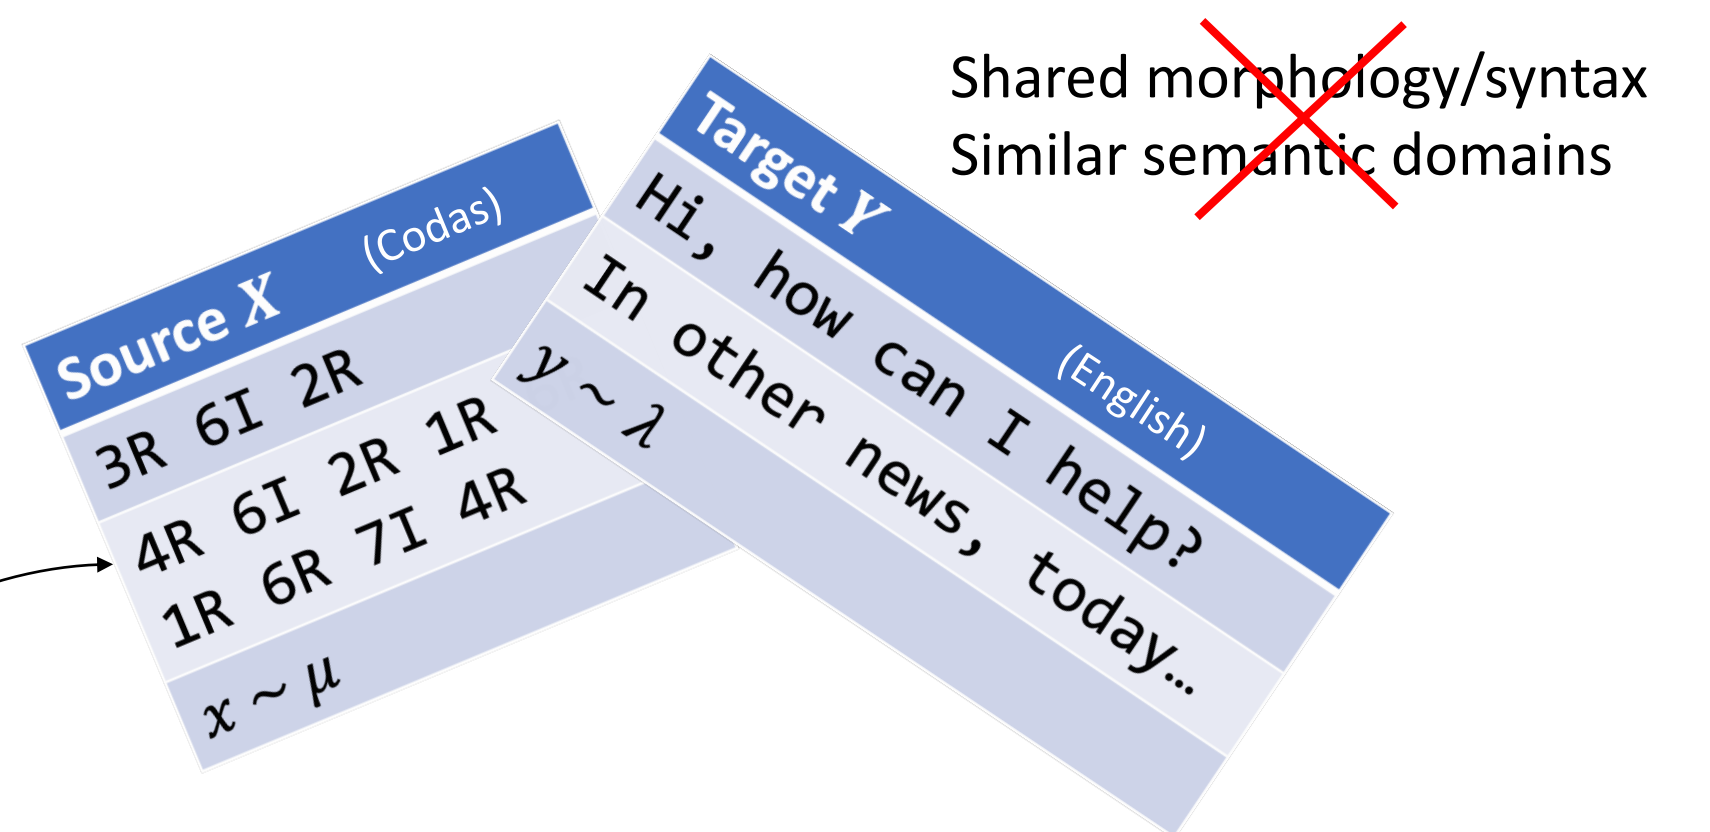 Shared morphology/syntax
Similar semantic domains
Source X (Codas)
3R 6I 2R
4R 6I 2R 1R
1R 6R 7I 4R
x ~ μ
Target Y (English)
Hi, how can I help?
In other news, today…
y ~ λ